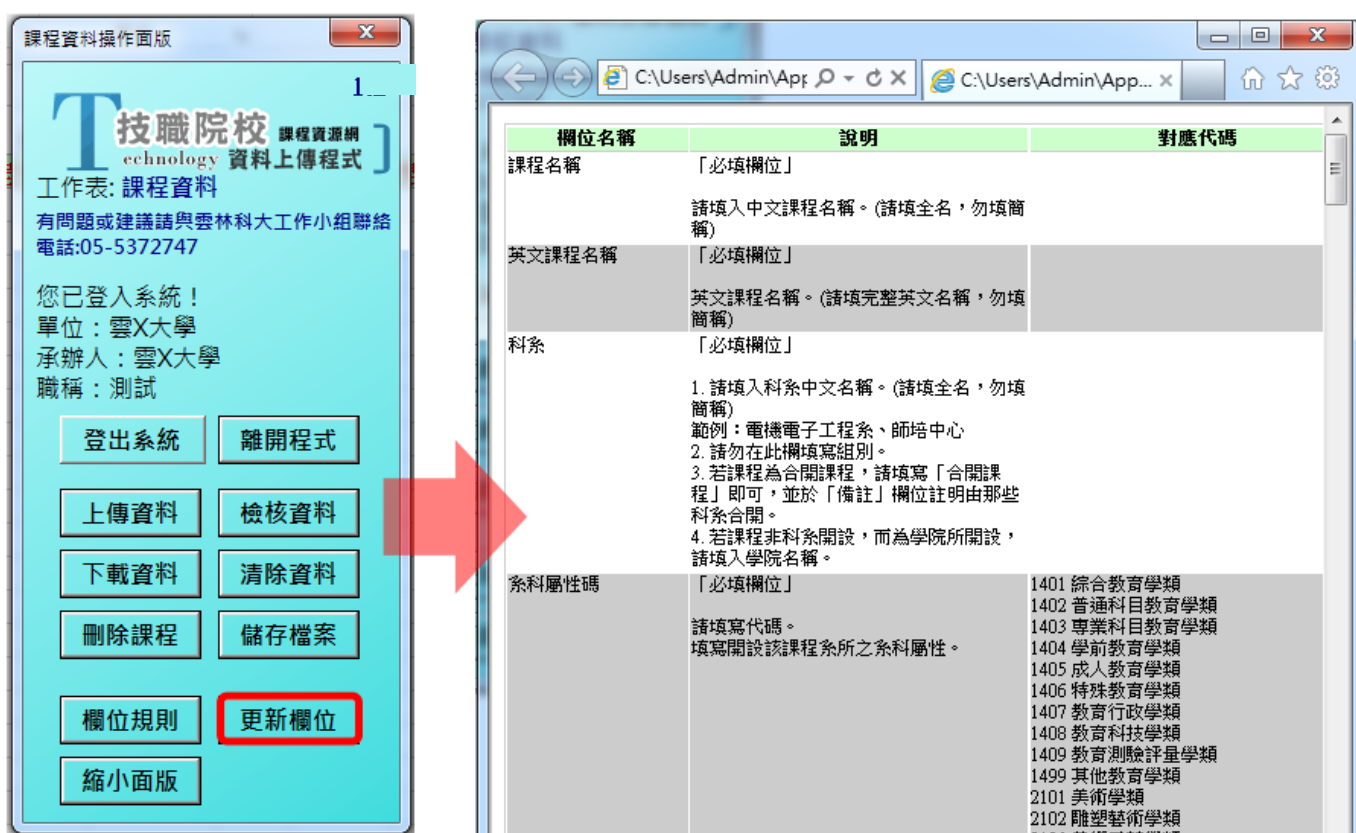 課程資料操作面版
1.
技職院校 課程資源網
Technology 資料上傳程式
工作表: 課程資料
有問題或建議請與雲林科大工作小組聯絡
電話:05-5372747
您已登入系統！
單位：雲X大學
承辦人：雲X大學
職稱：測試
登出系統 離開程式
上傳資料 檢核資料
下載資料 清除資料
刪除課程 儲存檔案
欄位規則 更新欄位
縮小面版
C:\Users\Admin\Apr C:\Users\Admin\App...
欄位名稱 說明 對應代碼
課程名稱 「必填欄位」
請填入中文課程名稱。(請填全名，勿填簡
稱)
英文課程名稱 「必填欄位」
英文課程名稱。(請填完整英文名稱，勿填
簡稱)
科系 「必填欄位」
1. 請填入科系中文名稱。(請填全名，勿填
簡稱)
範例：電機電子工程系、師培中心
2. 請勿在此欄填寫組別。
3. 若課程為合開課程，請填寫「合開課
程」即可，並於「備註」欄位註明由那些
科系合開。
4. 若課程非科系開設，而為學院所開設，
請填入學院名稱。
系科屬性碼 「必填欄位」
請填寫代碼。
填寫開設該課程系所之系科屬性。
1401 綜合教育學類
1402 普通科目教育學類
1403 專業科目教育學類
1404 學前教育學類
1405 成人教育學類
1406 特殊教育學類
1407 教育行政學類
1408 教育科技學類
1409 教育測驗評量學類
1499 其他教育學類
2101 美術學類
2102 雕塑藝術學類